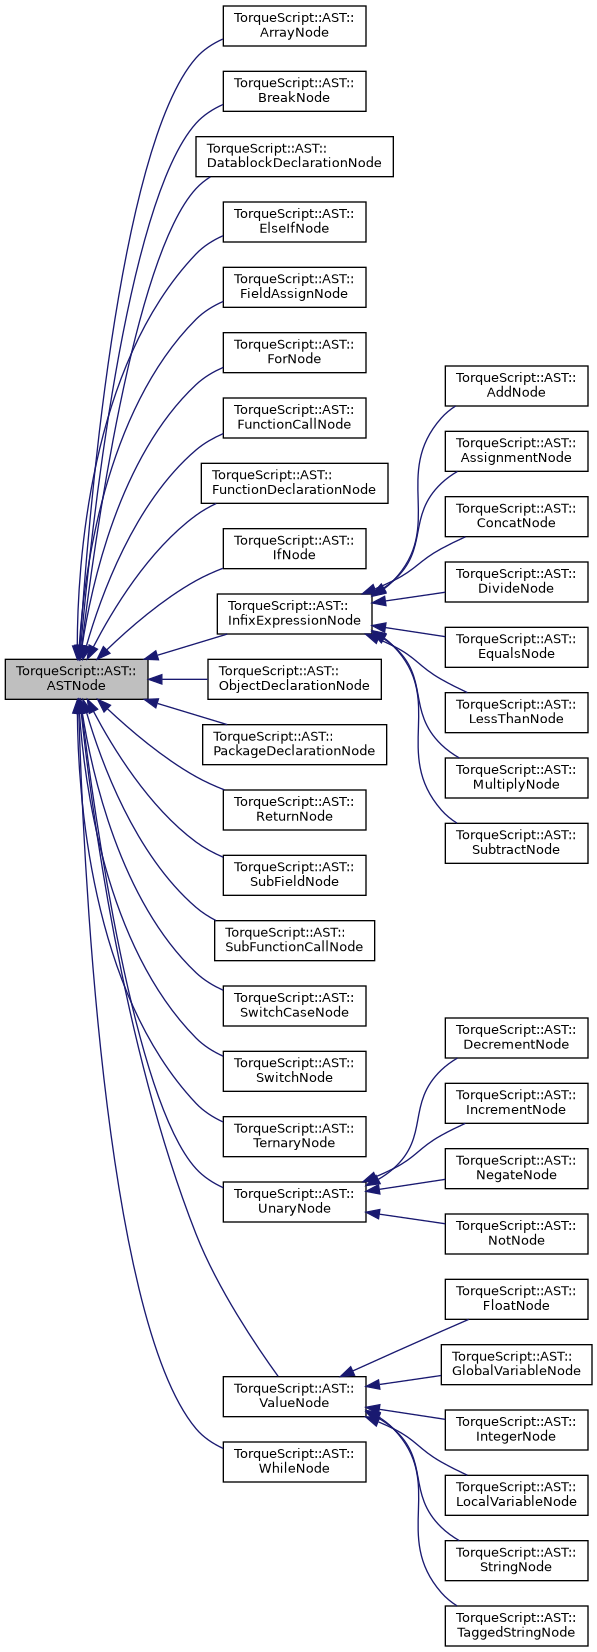 TorqueScript::AST::
ArrayNode
TorqueScript::AST::
BreakNode
TorqueScript::AST::
DatablockDeclarationNode
TorqueScript::AST::
ElseIfNode
TorqueScript::AST::
FieldAssignNode
TorqueScript::AST::
ForNode
TorqueScript::AST::
FunctionCallNode
TorqueScript::AST::
FunctionDeclarationNode
TorqueScript::AST::
IfNode
TorqueScript::AST::
InfixExpressionNode
TorqueScript::AST::
AddNode
TorqueScript::AST::
AssignmentNode
TorqueScript::AST::
ConcatNode
TorqueScript::AST::
DivideNode
TorqueScript::AST::
EqualsNode
TorqueScript::AST::
LessThanNode
TorqueScript::AST::
MultiplyNode
TorqueScript::AST::
SubtractNode
TorqueScript::AST::
ASTNode
TorqueScript::AST::
ObjectDeclarationNode
TorqueScript::AST::
PackageDeclarationNode
TorqueScript::AST::
ReturnNode
TorqueScript::AST::
SubFieldNode
TorqueScript::AST::
SubFunctionCallNode
TorqueScript::AST::
SwitchCaseNode
TorqueScript::AST::
SwitchNode
TorqueScript::AST::
TernaryNode
TorqueScript::AST::
UnaryNode
TorqueScript::AST::
DecrementNode
TorqueScript::AST::
IncrementNode
TorqueScript::AST::
NegateNode
TorqueScript::AST::
NotNode
TorqueScript::AST::
ValueNode
TorqueScript::AST::
FloatNode
TorqueScript::AST::
GlobalVariableNode
TorqueScript::AST::
IntegerNode
TorqueScript::AST::
LocalVariableNode
TorqueScript::AST::
StringNode
TorqueScript::AST::
TaggedStringNode
TorqueScript::AST::
WhileNode